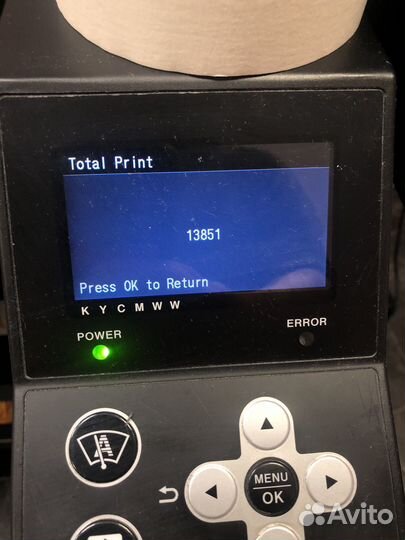 Total Print
13851
Press OK to Return
K Y C M W W
POWER
ERROR
MENU
OK
Avito